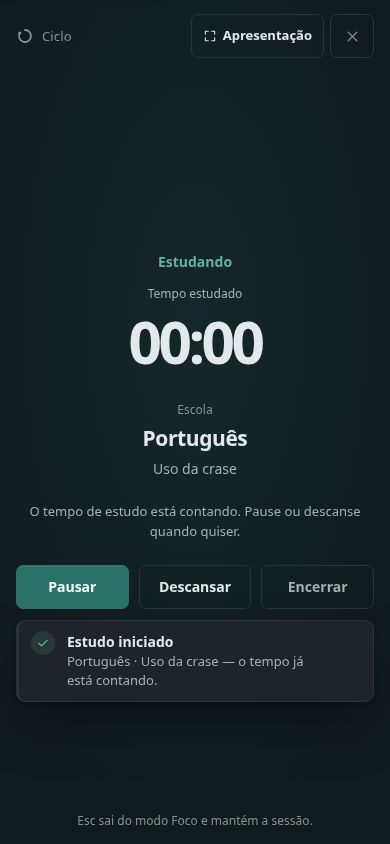 Ciclo
Apresentação
Estudando
Tempo estudado
00:00
Escola
Português
Uso da crase
O tempo de estudo está contando. Pause ou descanse
quando quiser.
Pausar
Descansar
Encerrar
Estudo iniciado
Português · Uso da crase — o tempo já
está contando.
Esc sai do modo Foco e mantém a sessão.